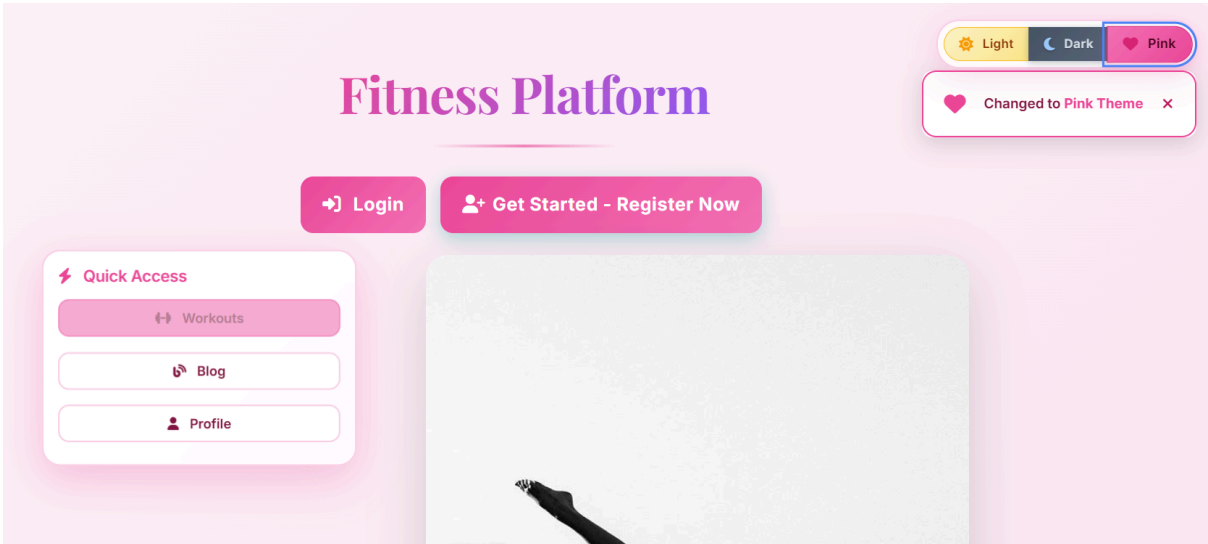 Light Dark Pink
Fitness Platform
Changed to Pink Theme ×
Login Get Started - Register Now
Quick Access
Workouts
Blog
Profile